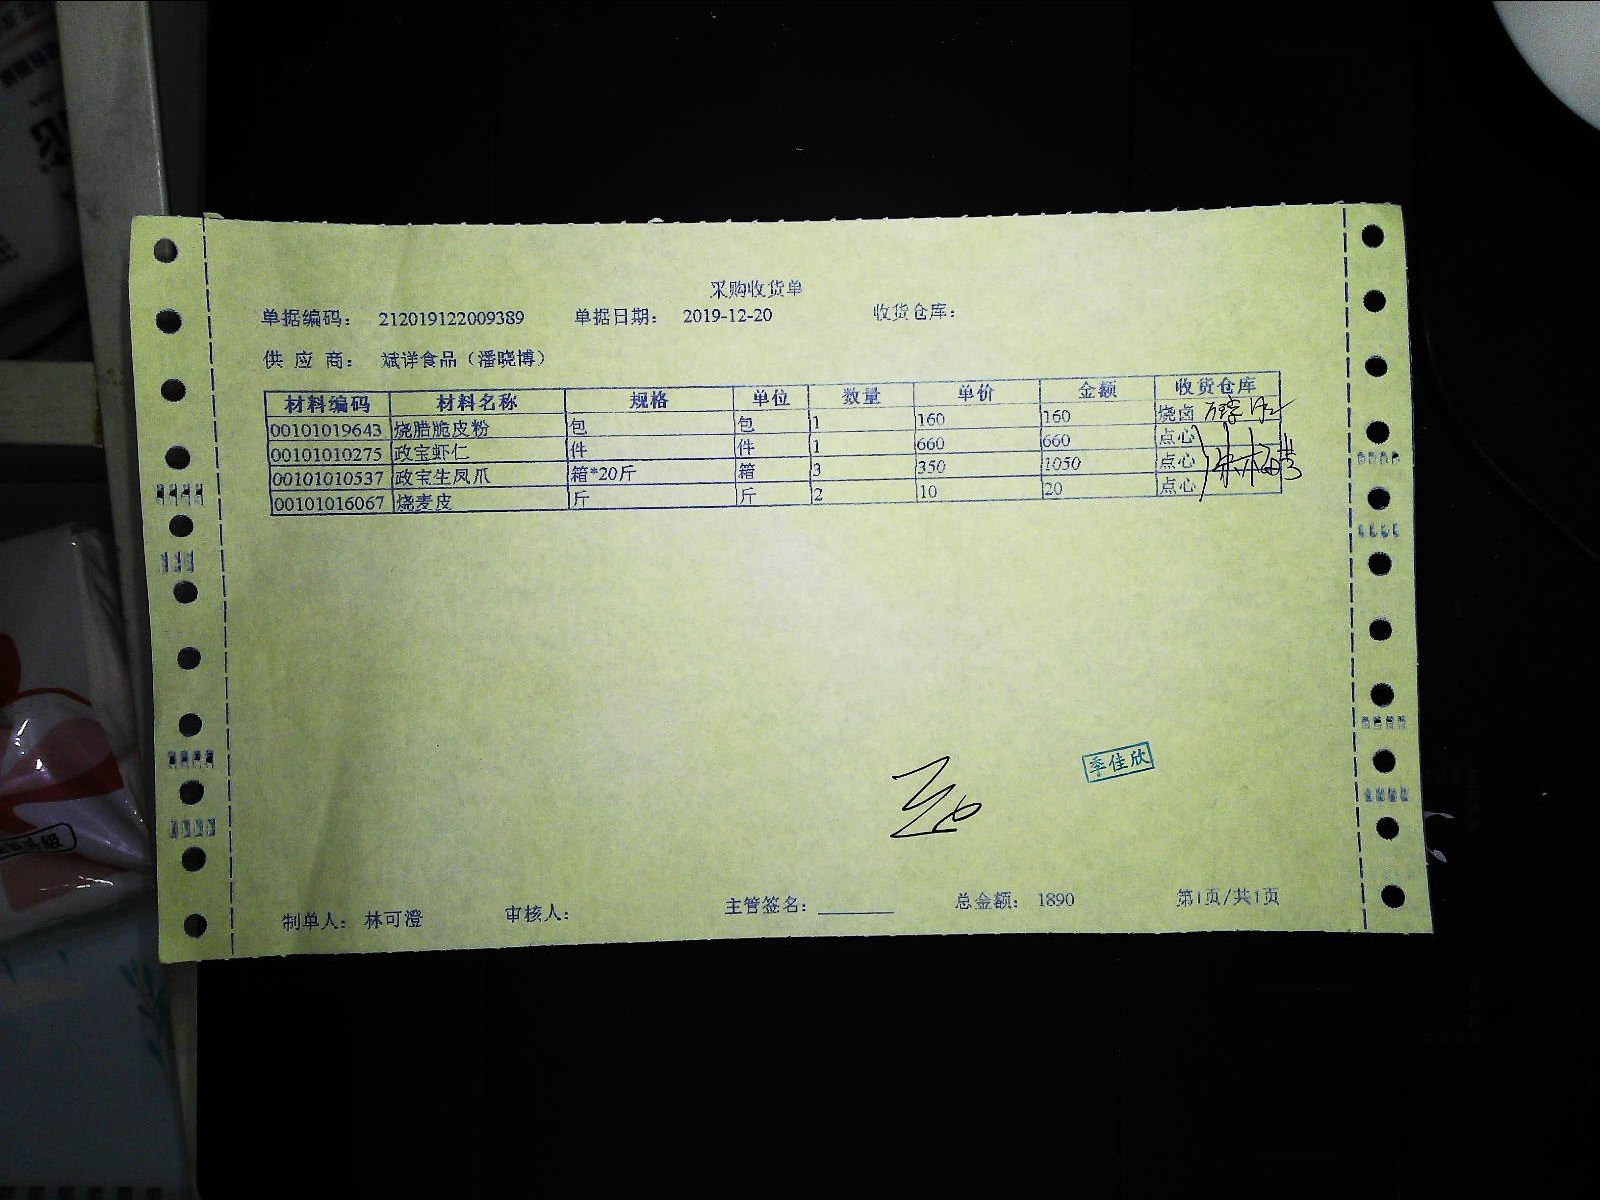 采购收货单
单据编码： 212019122009389 单据日期： 2019-12-20 收货仓库：
供 应 商： 斌详食品（潘晓博）
材料编码 材料名称 规格 单位 数量 单价 金额 收货仓库
00101019643 烧腊脆皮粉 包 包 1 160 160 烧卤
00101010275 政宝虾仁 件 件 1 660 660 点心
00101010537 政宝生凤爪 箱*20斤 箱 3 350 1050 点心
00101016067 烧麦皮 斤 斤 2 10 20 点心
季佳欣
制单人： 林可澄 审核人： 主管签名：______ 总金额： 1890 第1页/共1页